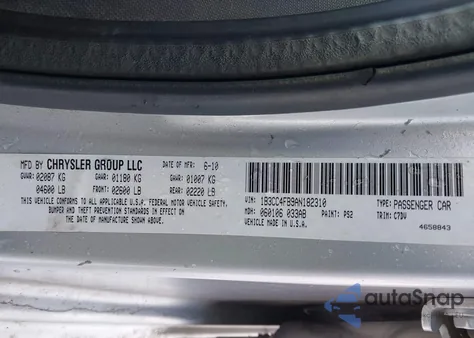 MFD BY CHRYSLER GROUP LLC DATE OF MFR: 6-10
GVWR: 02087 KG GAWR: 01180 KG GAWR: 01007 KG
04600 LB FRONT: 02600 LB REAR: 02220 LB
THIS VEHICLE CONFORMS TO ALL APPLICABLE U.S.A. FEDERAL MOTOR VEHICLE SAFETY,
BUMPER AND THEFT PREVENTION STANDARDS IN EFFECT ON THE DATE OF MANUFACTURE
SHOWN ABOVE.
VIN: 1B3CC4FB9AN182310 TYPE: PASSENGER CAR
MDH: 060106 033AB PAINT: PS2 TRIM: C7DV
VEHICLE MADE IN U.S.A. 4658843
autoSnap